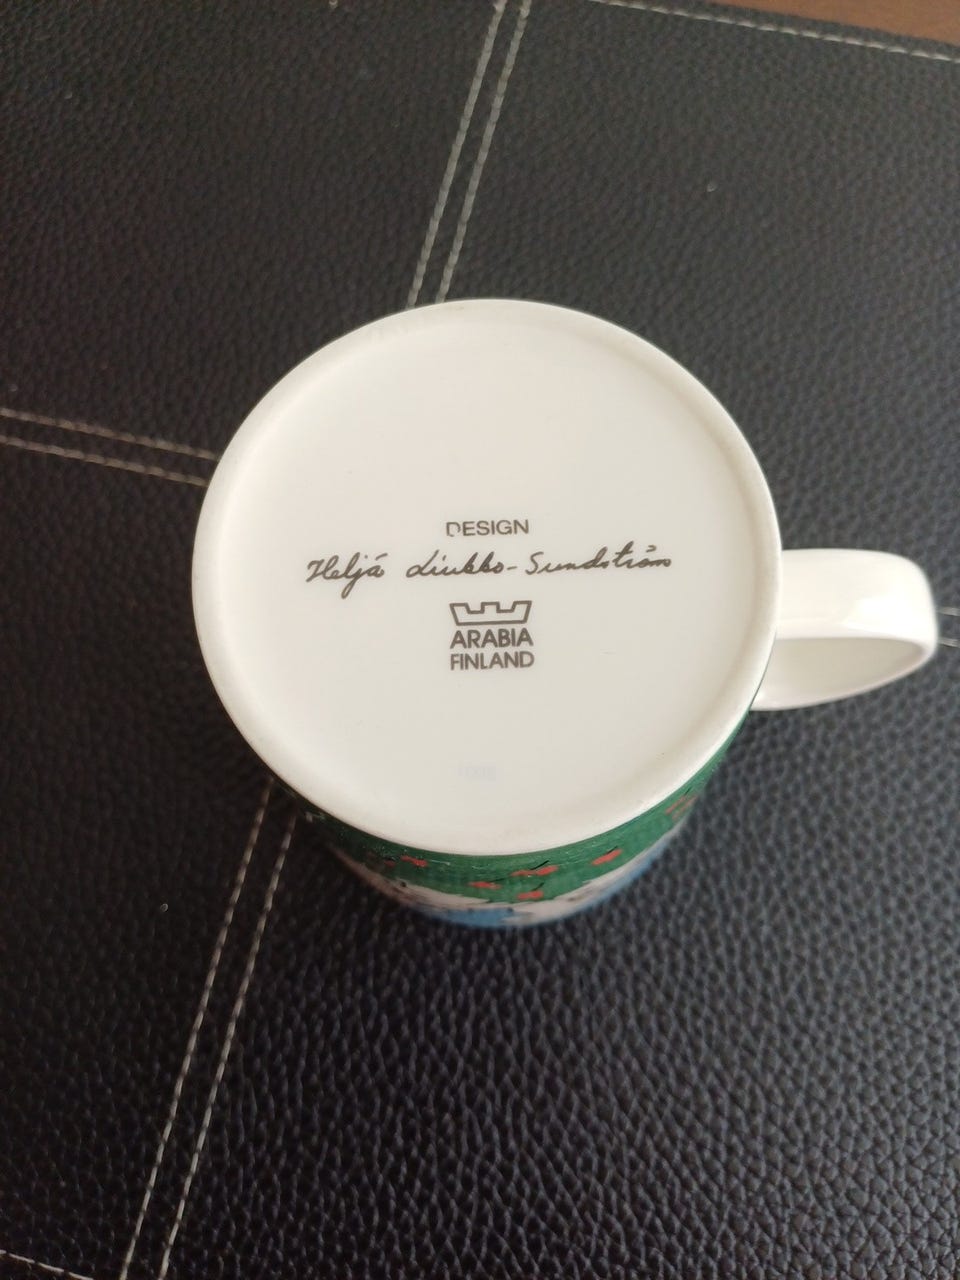 DESIGN
Heljä Liukko-Sundström
ARABIA
FINLAND